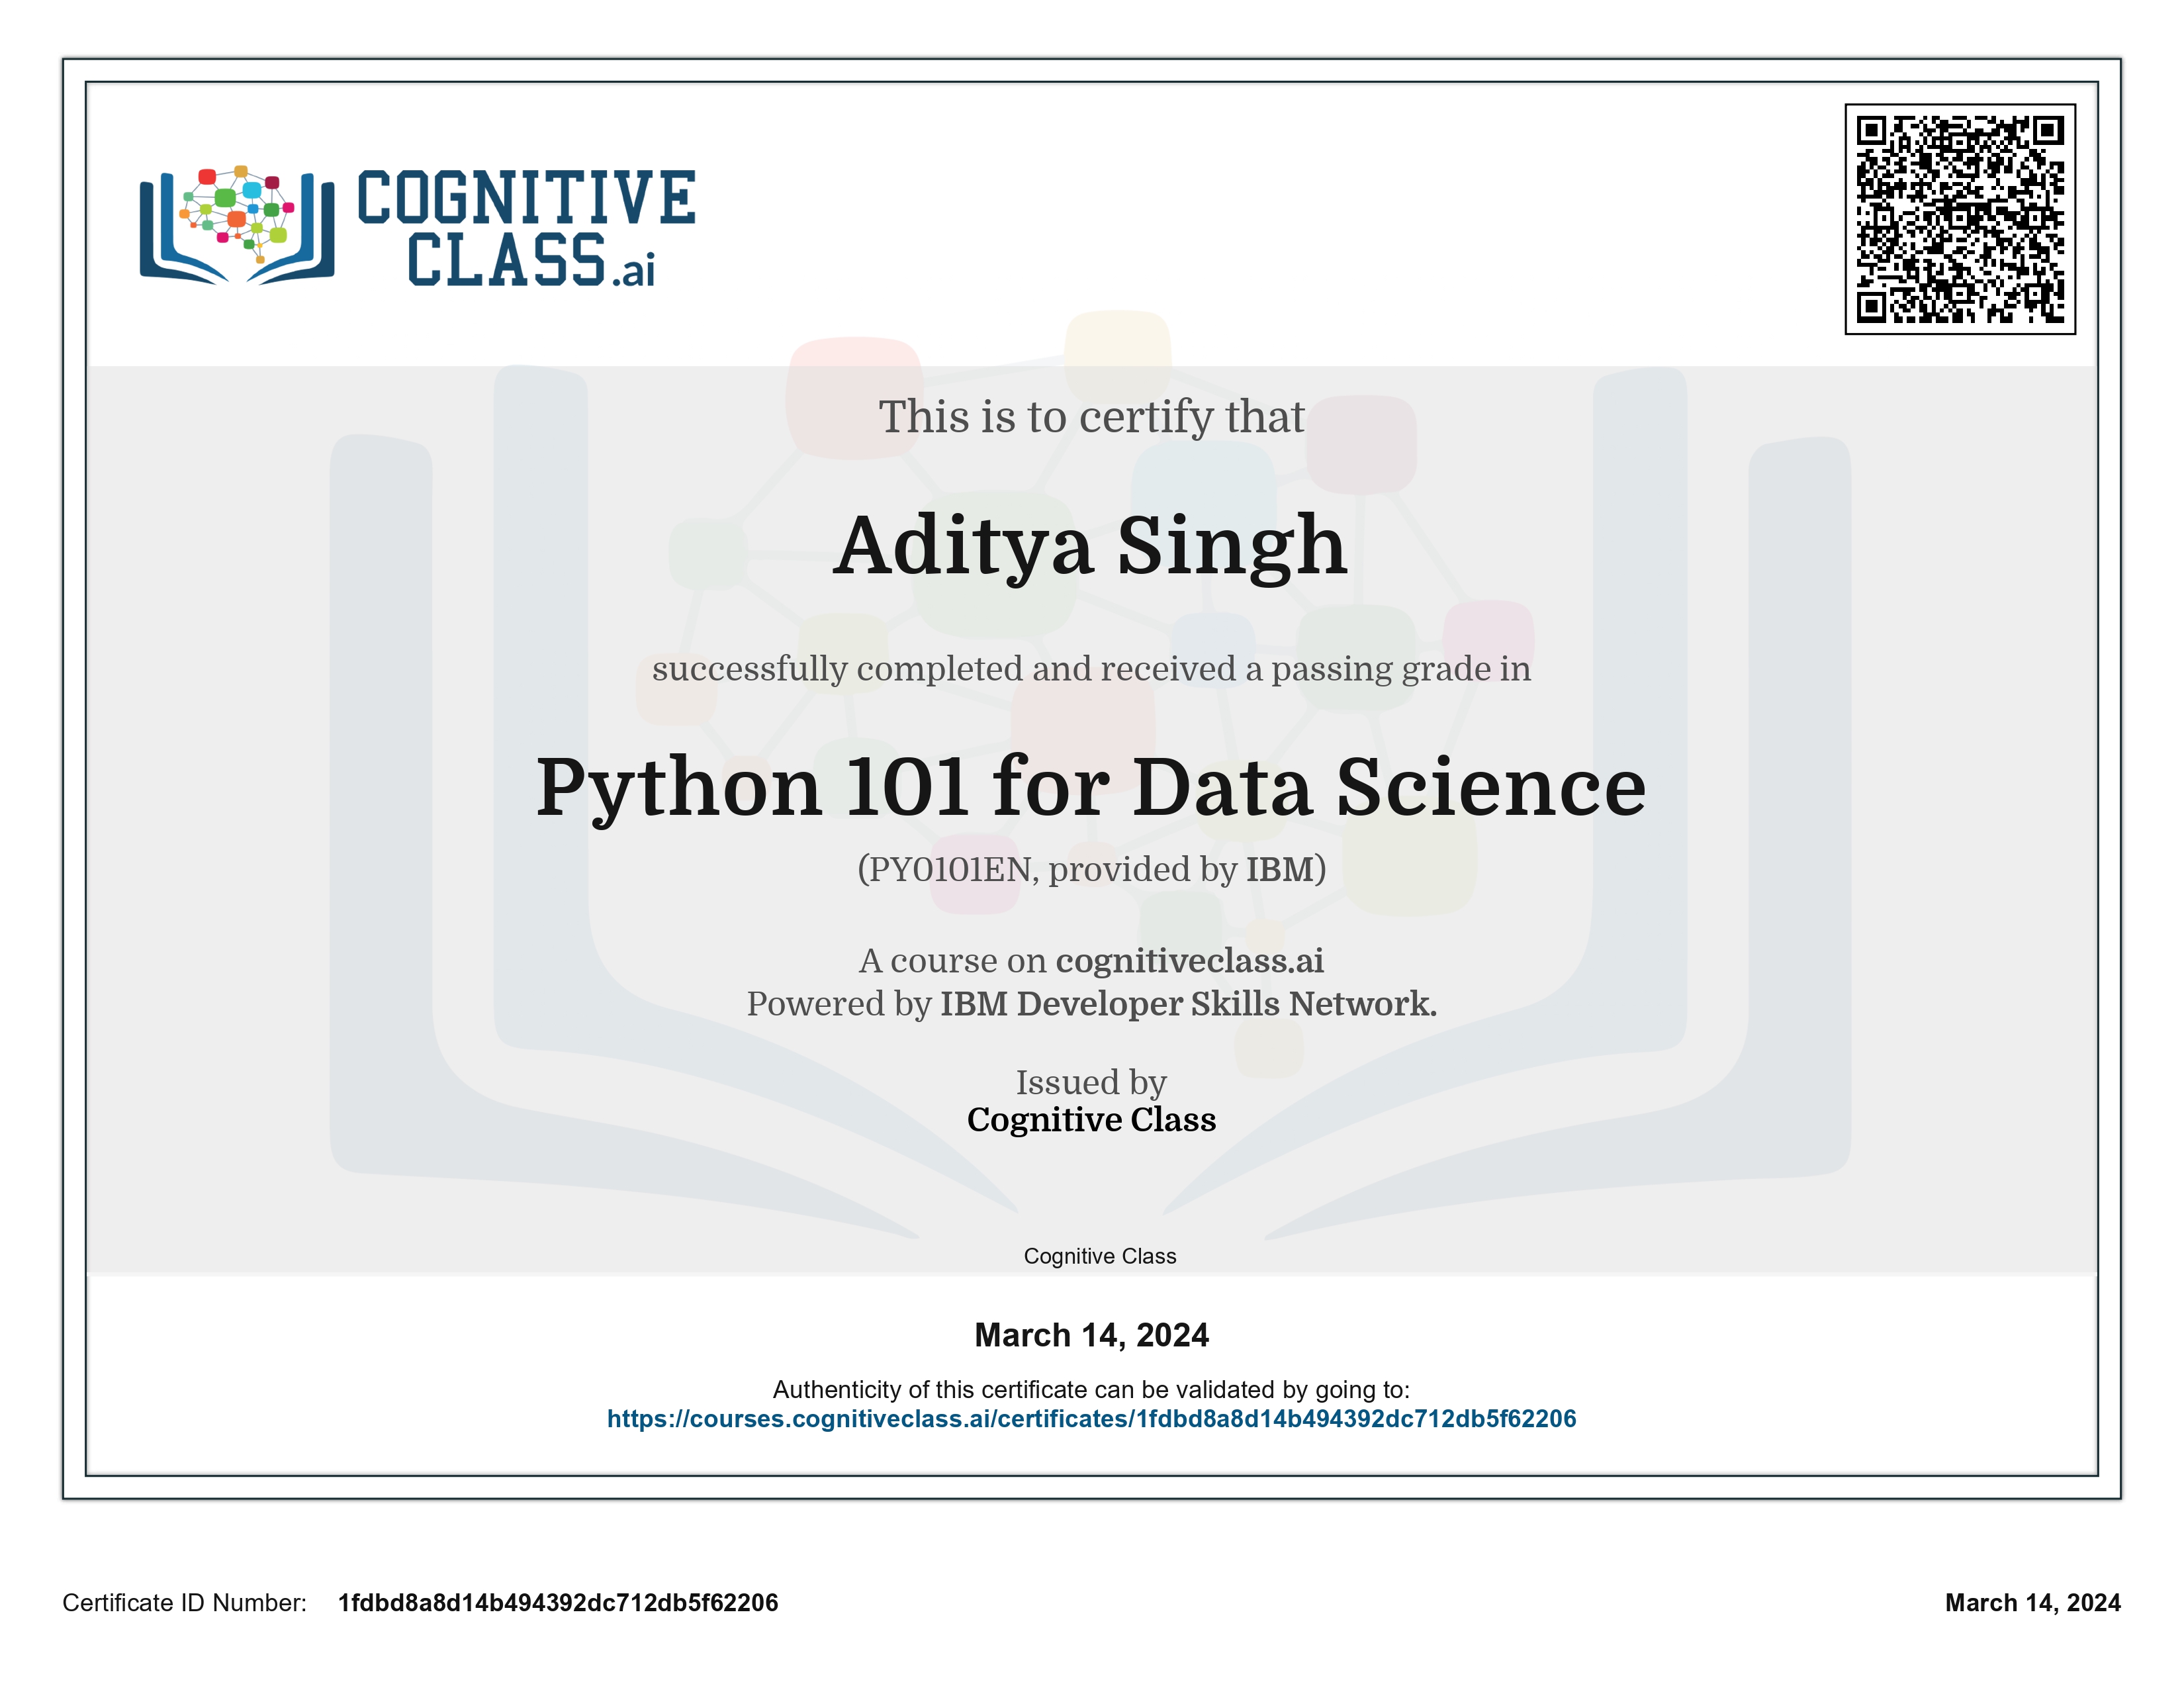 COGNITIVE
CLASS.ai
This is to certify that
Aditya Singh
successfully completed and received a passing grade in
Python 101 for Data Science
(PY0101EN, provided by IBM)
A course on cognitiveclass.ai
Powered by IBM Developer Skills Network.
Issued by
Cognitive Class
Cognitive Class
March 14, 2024
Authenticity of this certificate can be validated by going to:
https://courses.cognitiveclass.ai/certificates/1fdbd8a8d14b494392dc712db5f62206
Certificate ID Number: 1fdbd8a8d14b494392dc712db5f62206
March 14, 2024